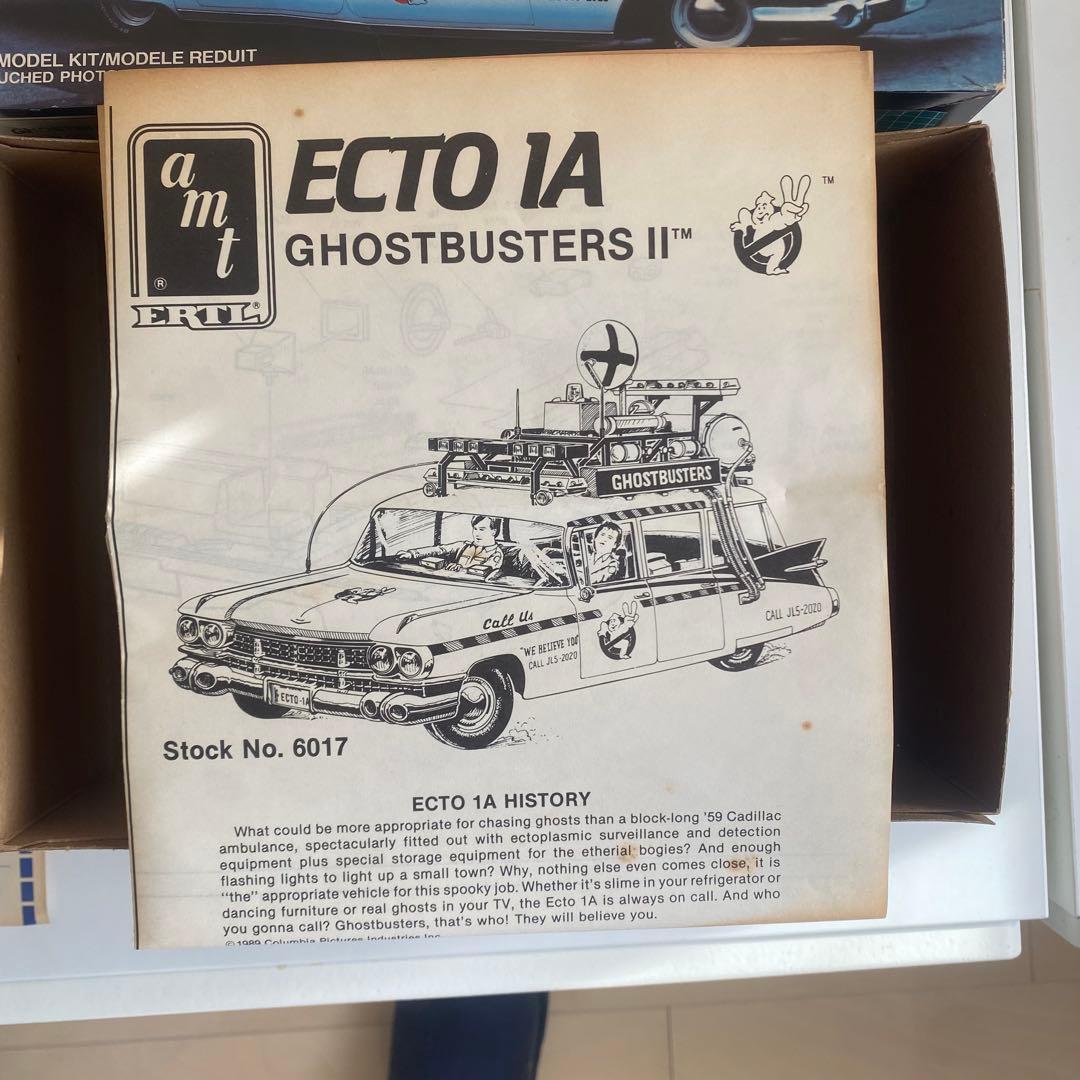 MODEL KIT/MODELE REDUIT
UCHED PHOT
amt
®
ERTL®
ECTO 1A
GHOSTBUSTERS II™
™
GHOSTBUSTERS
Call Us
"WE BELIEVE YOU"
CALL JL5-2020
CALL JL5-2020
ECTO-1A
Stock No. 6017
ECTO 1A HISTORY
What could be more appropriate for chasing ghosts than a block-long '59 Cadillac
ambulance, spectacularly fitted out with ectoplasmic surveillance and detection
equipment plus special storage equipment for the etherial bogies? And enough
flashing lights to light up a small town? Why, nothing else even comes close, it is
"the" appropriate vehicle for this spooky job. Whether it's slime in your refrigerator or
dancing furniture or real ghosts in your TV, the Ecto 1A is always on call. And who
you gonna call? Ghostbusters, that's who! They will believe you.
© 1989 Columbia Pictures Industries Inc